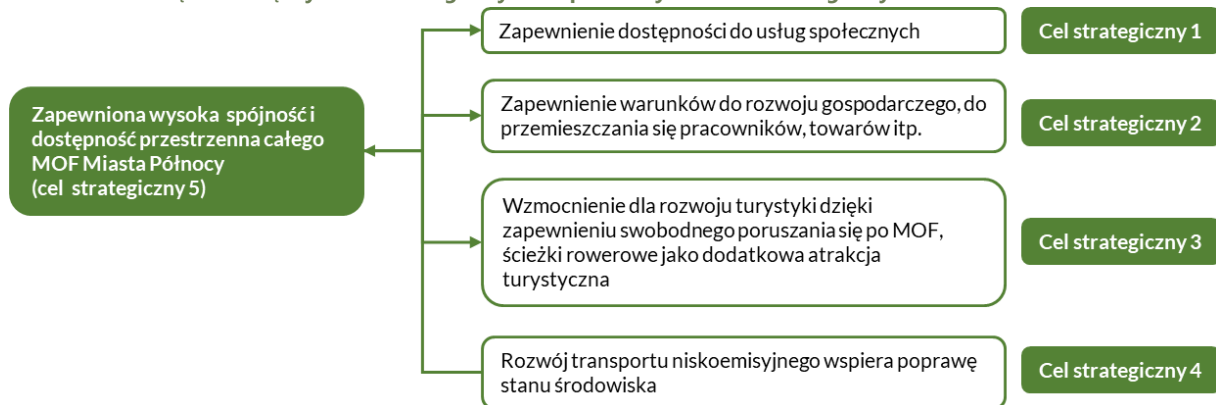 Zapewnienie dostępności do usług społecznych
Cel strategiczny 1
Zapewniona wysoka spójność i
dostępność przestrzenna całego
MOF Miasta Północy
(cel strategiczny 5)
Zapewnienie warunków do rozwoju gospodarczego, do
przemieszczania się pracowników, towarów itp.
Cel strategiczny 2
Wzmocnienie dla rozwoju turystyki dzięki
zapewnieniu swobodnego poruszania się po MOF,
ścieżki rowerowe jako dodatkowa atrakcja
turystyczna
Cel strategiczny 3
Rozwój transportu niskoemisyjnego wspiera poprawę
stanu środowiska
Cel strategiczny 4